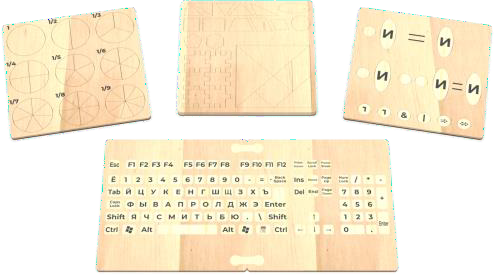 1 1/2 1/3
1/4 1/5 1/6
1/7 1/8 1/9
И = И
И И = И
& |
Esc F1 F2 F3 F4 F5 F6 F7 F8 F9 F10 F11 F12
Ё 1 2 3 4 5 6 7 8 9 0 - = Back Space Ins Page Up Num Lock / * -
Tab Й Ц У К Е Н Г Ш Щ З Х Ъ Del End 7 8 9 +
Caps Lock Ф Ы В А П Р О Л Д Ж Э Enter 4 5 6
Shift Я Ч С М И Т Ь Б Ю . \ Shift ↑ 1 2 3 Enter
Ctrl Alt Alt Ctrl ← ↓ → 0 .